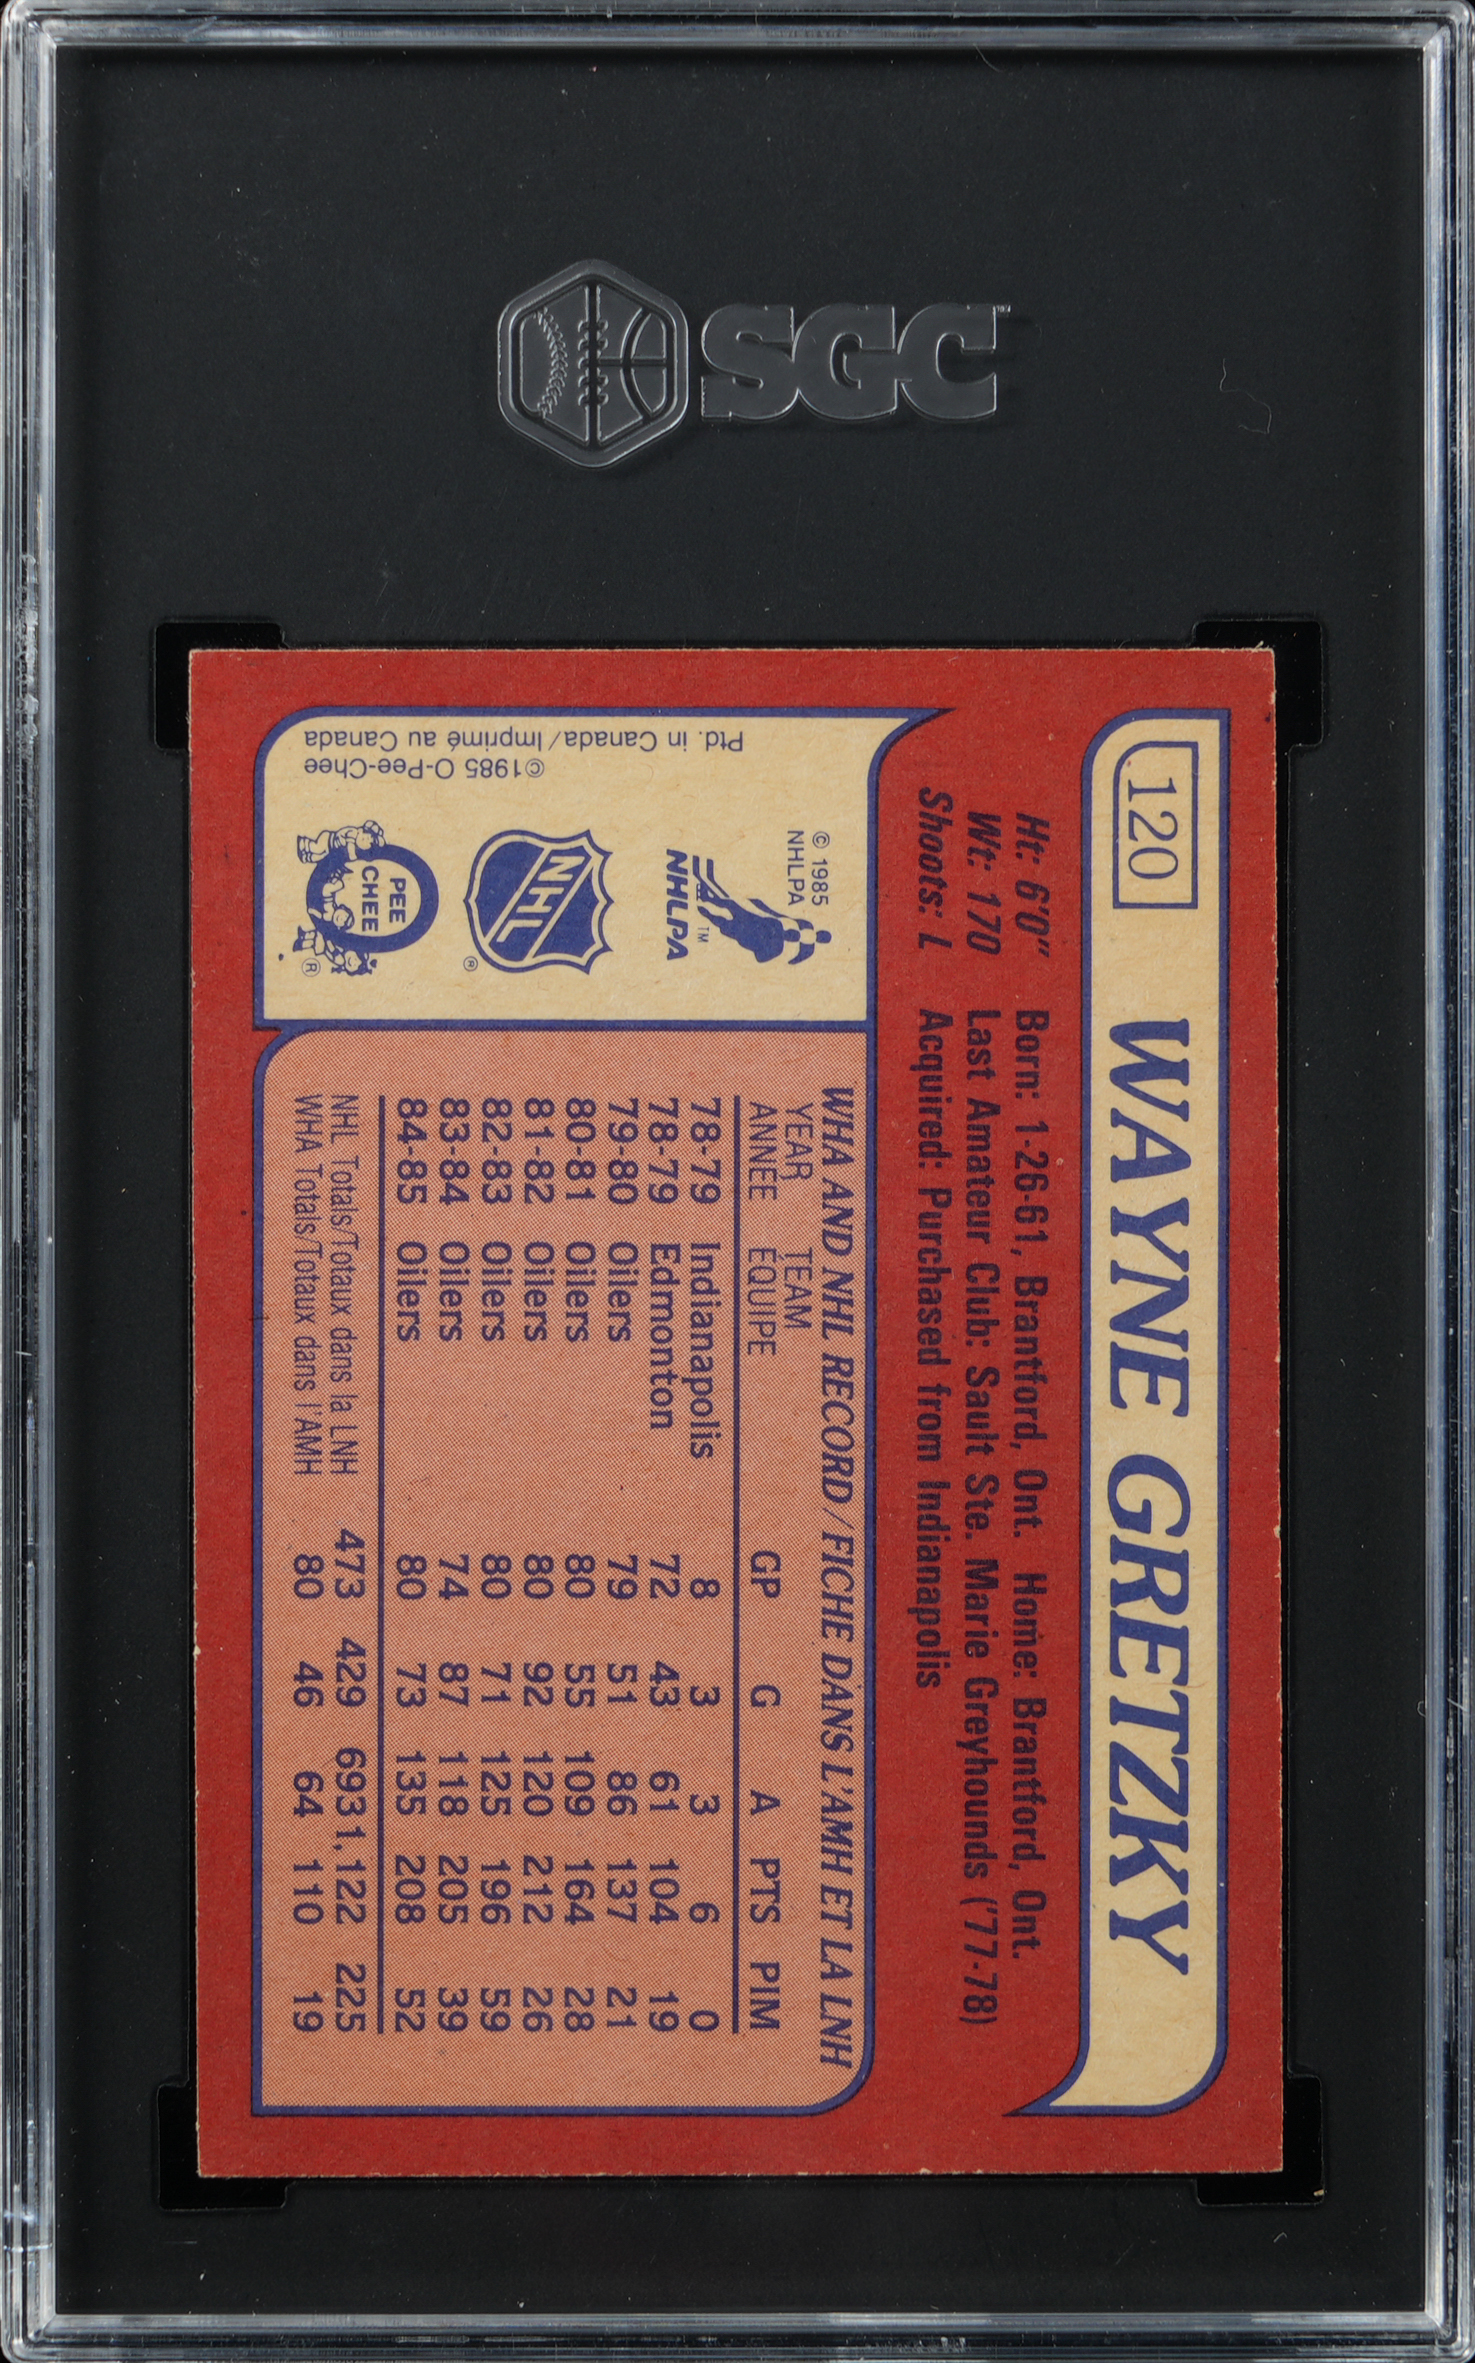 SGC
120
WAYNE GRETZKY
Ht: 6'0" Born: 1-26-61, Brantford, Ont. Home: Brantford, Ont.
Wt: 170 Last Amateur Club: Sault Ste. Marie Greyhounds ('77-78)
Shoots: L Acquired: Purchased from Indianapolis
© 1985
NHLPA
NHLPA™
NHL ®
PEE
CHEE ®
©1985 O-Pee-Chee
Ptd. in Canada/Imprimé au Canada
WHA AND NHL RECORD/FICHE DANS L'AMH ET LA LNH
YEAR TEAM
ANNEE EQUIPE GP G A PTS PIM
78-79 Indianapolis 8 3 3 6 0
78-79 Edmonton 72 43 61 104 19
79-80 Oilers 79 51 86 137 21
80-81 Oilers 80 55 109 164 28
81-82 Oilers 80 92 120 212 26
82-83 Oilers 80 71 125 196 59
83-84 Oilers 74 87 118 205 39
84-85 Oilers 80 73 135 208 52
NHL Totals/Totaux dans la LNH 473 429 693 1,122 225
WHA Totals/Totaux dans l'AMH 80 46 64 110 19